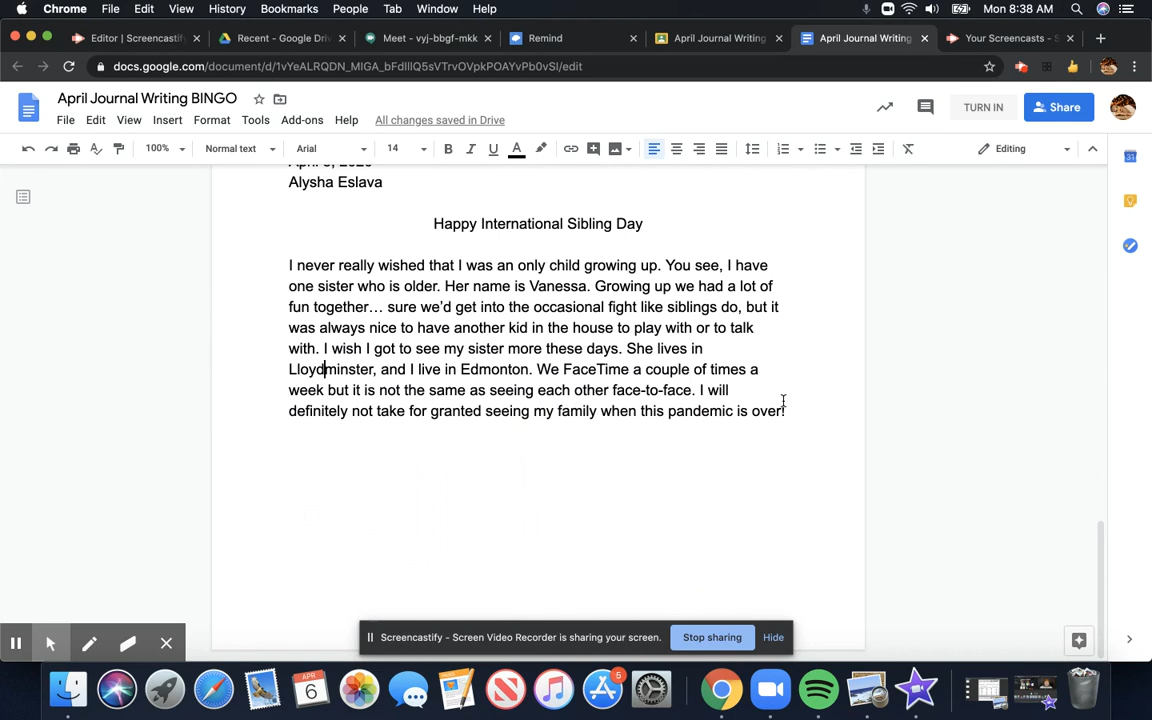 Chrome File Edit View History Bookmarks People Tab Window Help Mon 8:38 AM
Editor | Screencastify Recent - Google Driv Meet - vyj-bbgf-mkk Remind April Journal Writing April Journal Writing Your Screencasts - S
docs.google.com/document/d/1vYeALRQDN_MIGA_bFdIllQ5sVTrvOVpkPOAYvPb0vSI/edit
April Journal Writing BINGO
TURN IN Share
File Edit View Insert Format Tools Add-ons Help All changes saved in Drive
100% Normal text Arial 14 B I U A Editing
Alysha Eslava
31
Happy International Sibling Day
I never really wished that I was an only child growing up. You see, I have
one sister who is older. Her name is Vanessa. Growing up we had a lot of
fun together… sure we'd get into the occasional fight like siblings do, but it
was always nice to have another kid in the house to play with or to talk
with. I wish I got to see my sister more these days. She lives in
Lloydminster, and I live in Edmonton. We FaceTime a couple of times a
week but it is not the same as seeing each other face-to-face. I will
definitely not take for granted seeing my family when this pandemic is over!
Screencastify - Screen Video Recorder is sharing your screen. Stop sharing Hide
APR
6
5